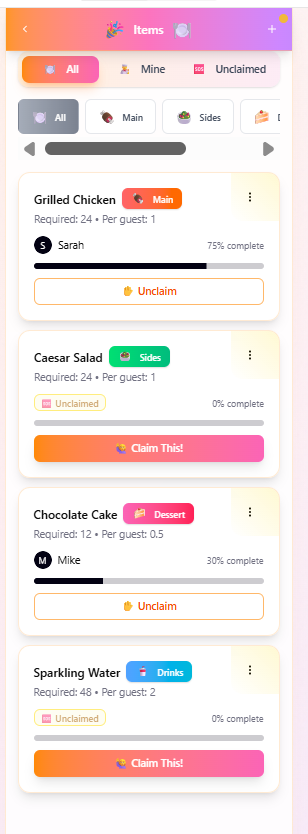 Items
All
Mine
SOS Unclaimed
All
Main
Sides
Grilled Chicken Main
Required: 24 • Per guest: 1
S Sarah 75% complete
Unclaim
Caesar Salad Sides
Required: 24 • Per guest: 1
SOS Unclaimed 0% complete
Claim This!
Chocolate Cake Dessert
Required: 12 • Per guest: 0.5
M Mike 30% complete
Unclaim
Sparkling Water Drinks
Required: 48 • Per guest: 2
SOS Unclaimed 0% complete
Claim This!